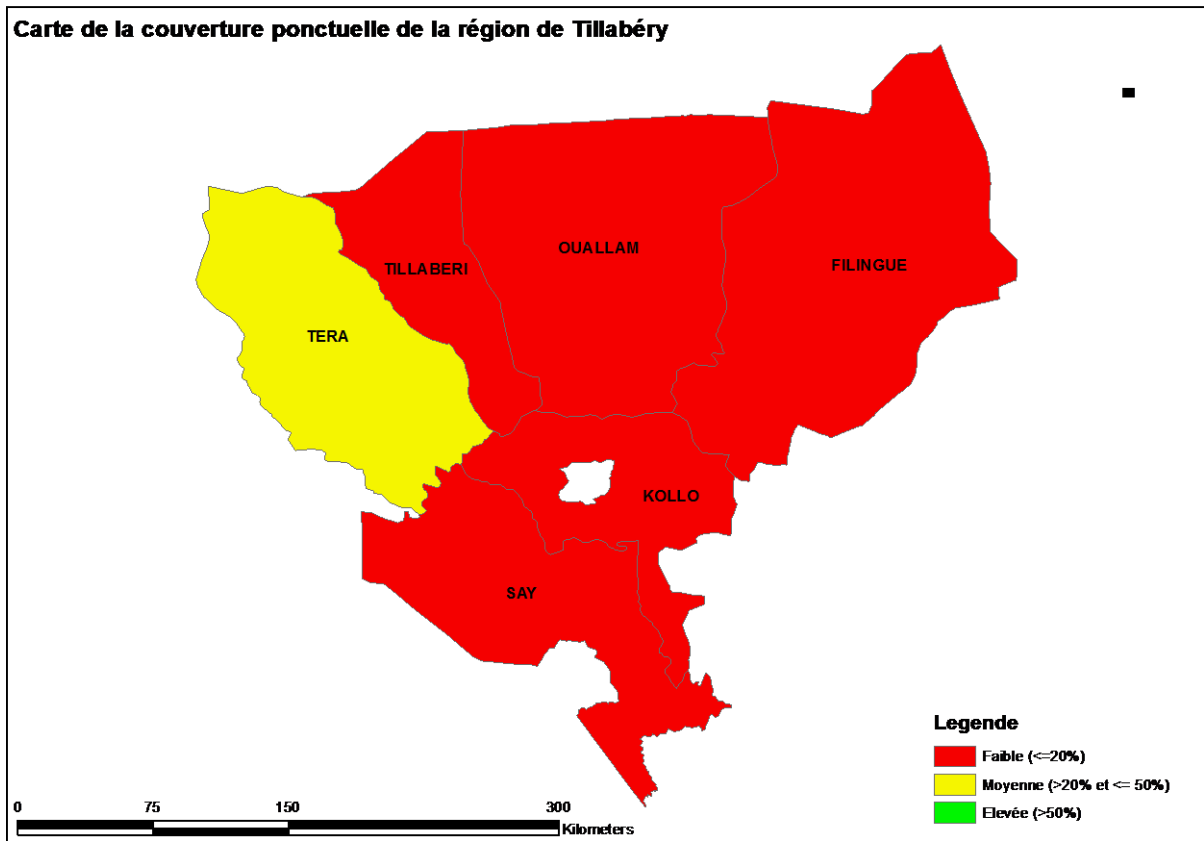 Carte de la couverture ponctuelle de la région de Tillabéry
OUALLAM
FILINGUE
TILLABERI
TERA
KOLLO
SAY
Legende
Faible (<=20%)
Moyenne (>20% et <= 50%)
Elevée (>50%)
0 75 150 300
Kilometers